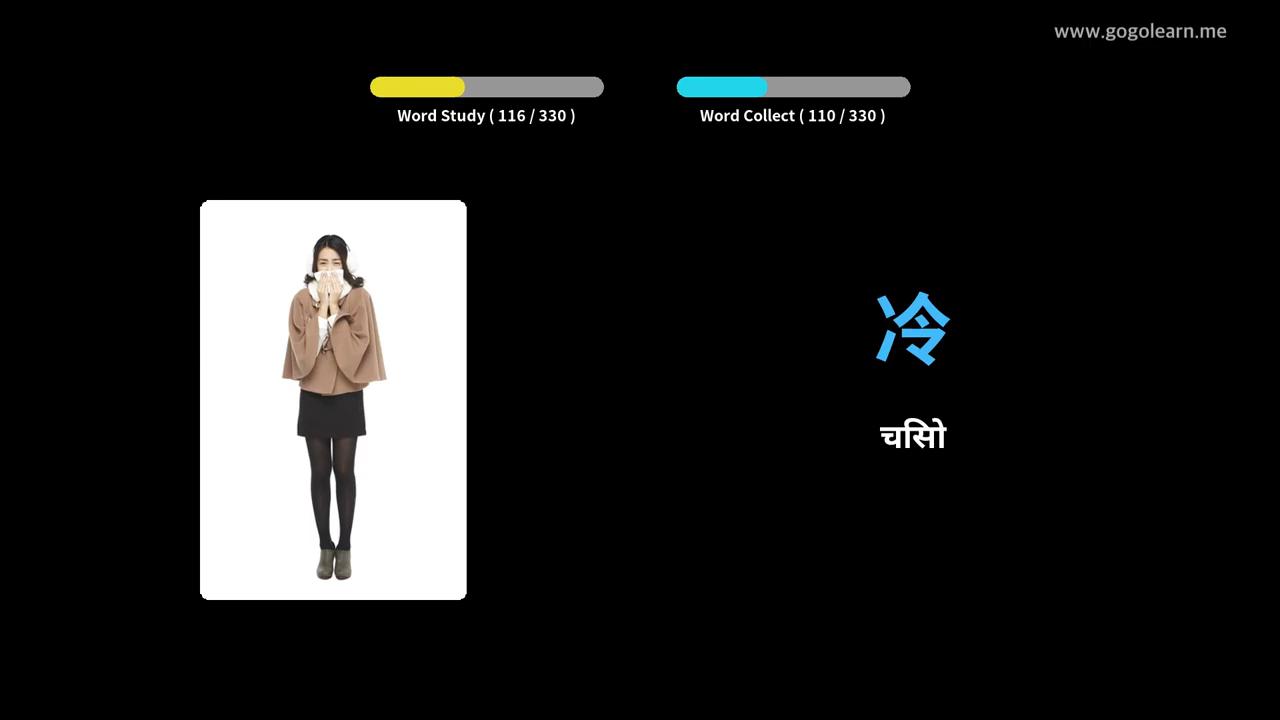 www.gogolearn.me
Word Study ( 116 / 330 )
Word Collect ( 110 / 330 )
冷
चिसो